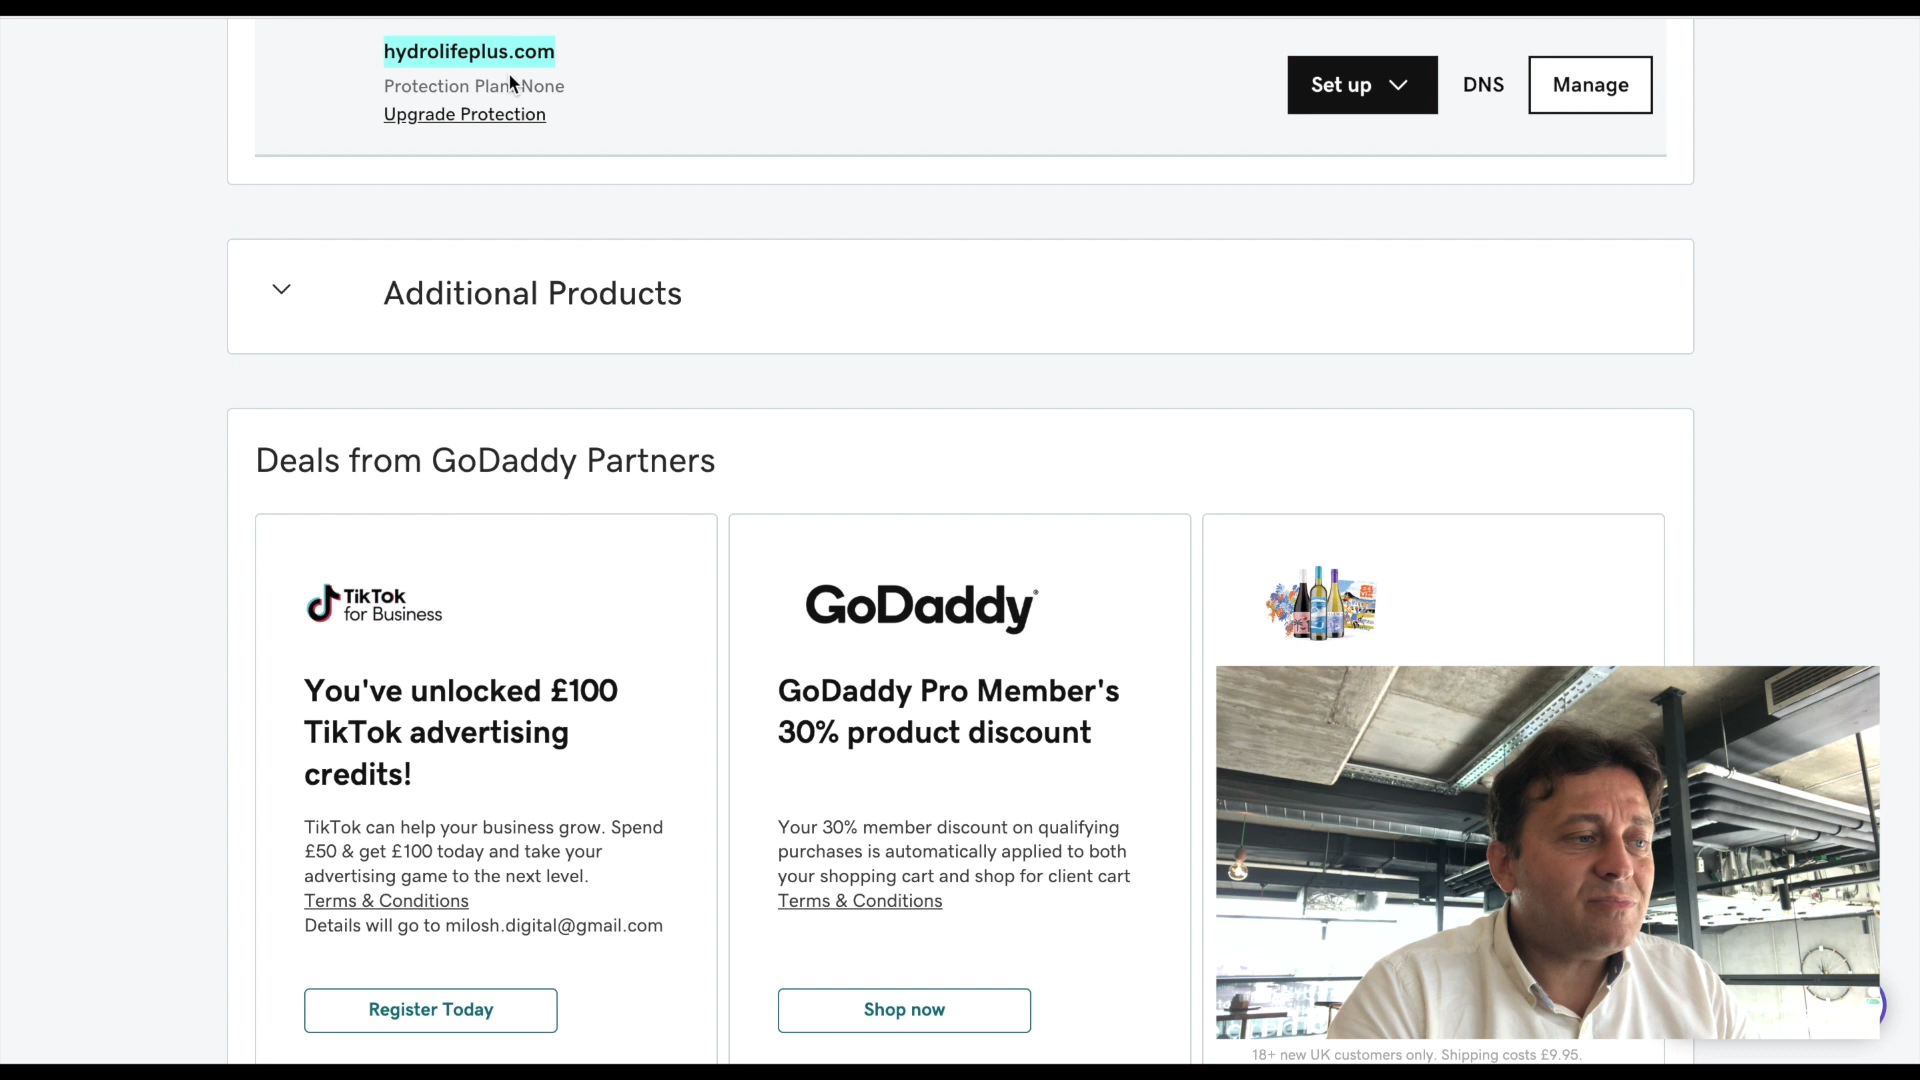 hydrolifeplus.com
Protection Plan: None
Upgrade Protection
Set up
DNS
Manage
Additional Products
Deals from GoDaddy Partners
TikTok
for Business
You've unlocked £100
TikTok advertising
credits!
TikTok can help your business grow. Spend
£50 & get £100 today and take your
advertising game to the next level.
Terms & Conditions
Details will go to milosh.digital@gmail.com
Register Today
GoDaddy
GoDaddy Pro Member's
30% product discount
Your 30% member discount on qualifying
purchases is automatically applied to both
your shopping cart and shop for client cart
Terms & Conditions
Shop now
18+ new UK customers only. Shipping costs £9.95.